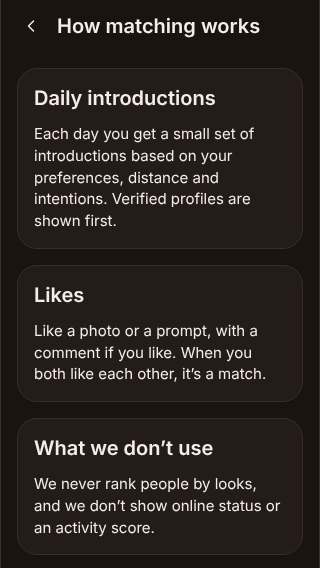 How matching works
Daily introductions
Each day you get a small set of
introductions based on your
preferences, distance and
intentions. Verified profiles are
shown first.
Likes
Like a photo or a prompt, with a
comment if you like. When you
both like each other, it’s a match.
What we don’t use
We never rank people by looks,
and we don’t show online status or
an activity score.